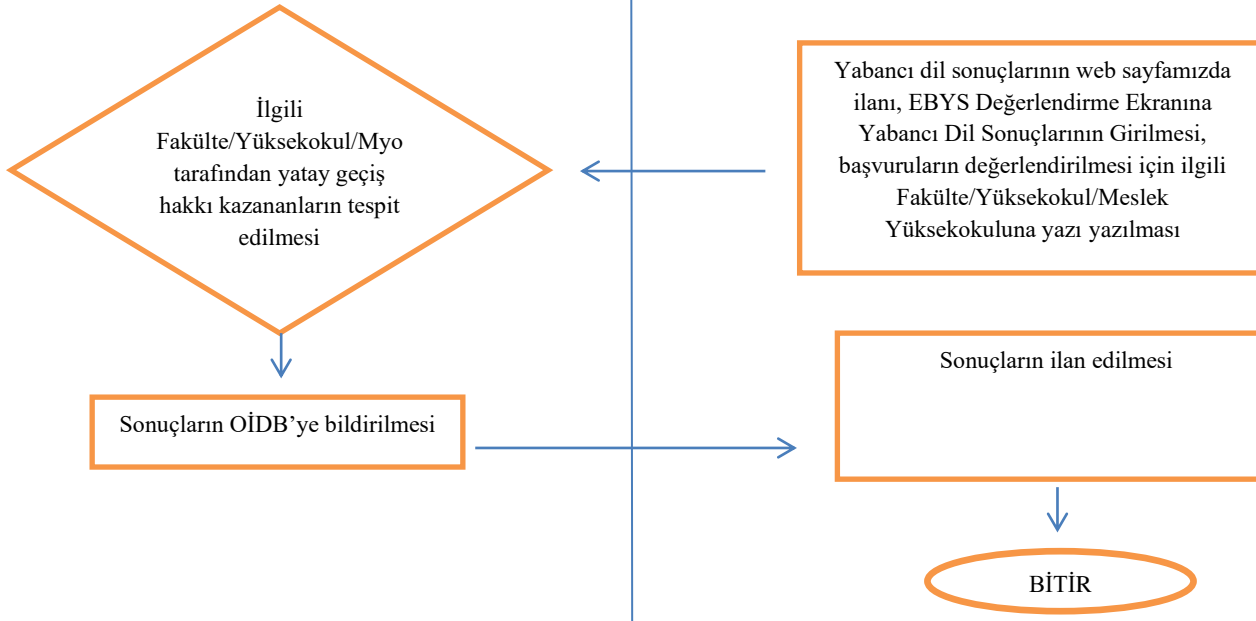 İlgili
Fakülte/Yüksekokul/Myo
tarafından yatay geçiş
hakkı kazananların tespit
edilmesi
Yabancı dil sonuçlarının web sayfamızda
ilanı, EBYS Değerlendirme Ekranına
Yabancı Dil Sonuçlarının Girilmesi,
başvuruların değerlendirilmesi için ilgili
Fakülte/Yüksekokul/Meslek
Yüksekokuluna yazı yazılması
Sonuçların OİDB’ye bildirilmesi
Sonuçların ilan edilmesi
BİTİR